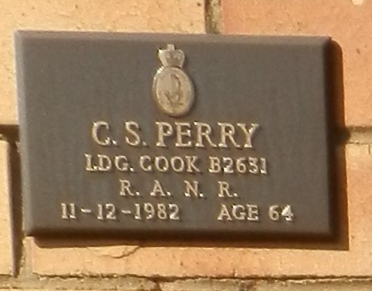 C. S. PERRY
LDG. COOK B2631
R. A. N. R.
11-12-1982 AGE 64